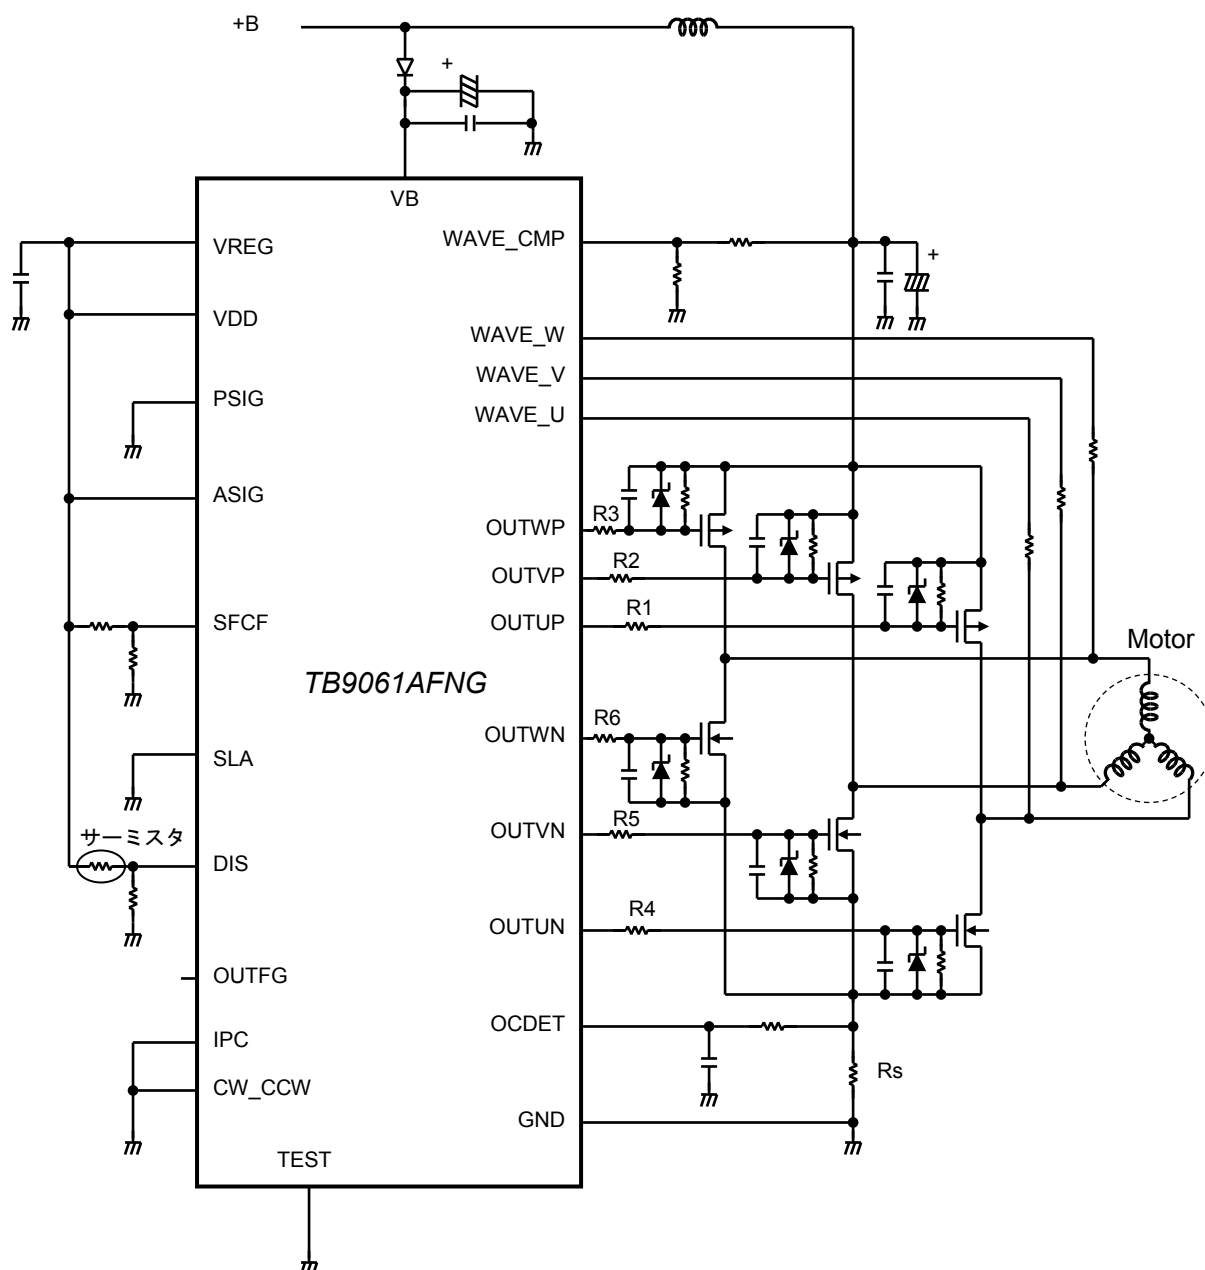 +B
+
VB
VREG
WAVE_CMP
+
VDD
WAVE_W
WAVE_V
PSIG
WAVE_U
ASIG
R3
OUTWP
R2
OUTVP
R1
SFCF
OUTUP
Motor
TB9061AFNG
R6
OUTWN
SLA
サーミスタ
R5
OUTVN
DIS
R4
OUTUN
OUTFG
OCDET
IPC
Rs
CW_CCW
GND
TEST